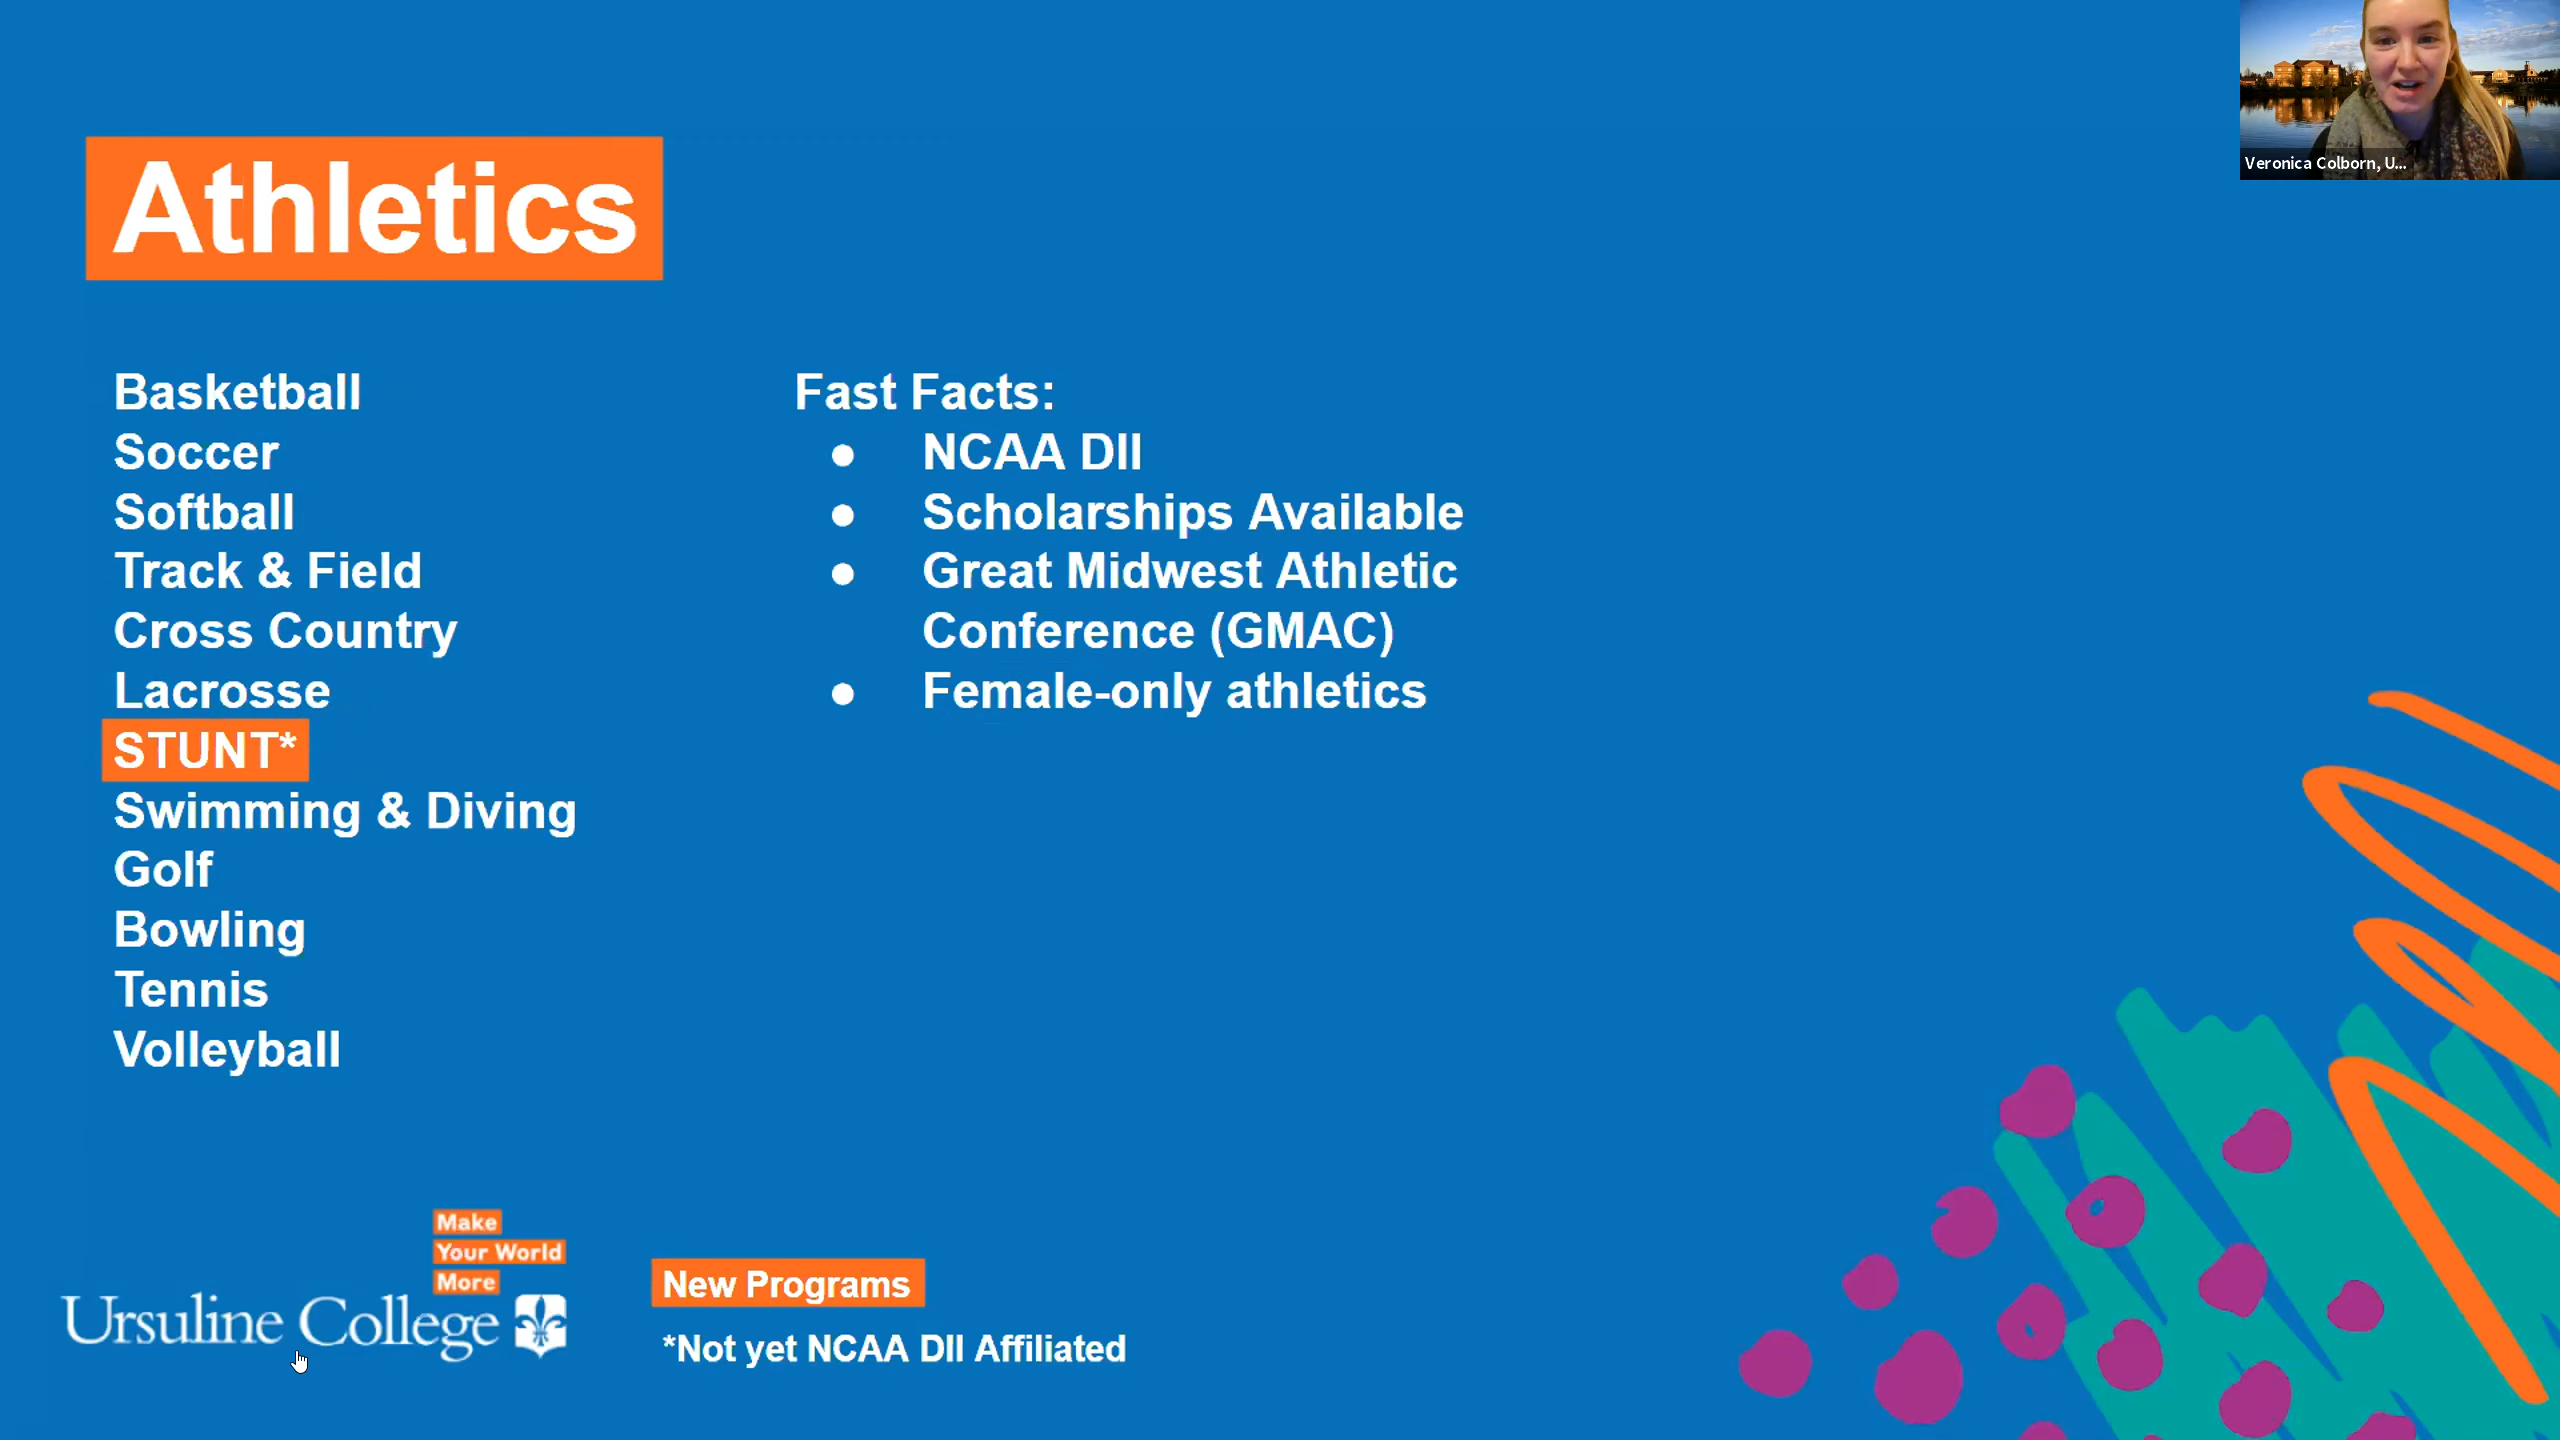 Athletics
Basketball
Soccer
Softball
Track & Field
Cross Country
Lacrosse
STUNT*
Swimming & Diving
Golf
Bowling
Tennis
Volleyball
Fast Facts:
● NCAA DII
● Scholarships Available
● Great Midwest Athletic
Conference (GMAC)
● Female-only athletics
Make
Your World
More
Ursuline College
New Programs
*Not yet NCAA DII Affiliated
Veronica Colborn, U...